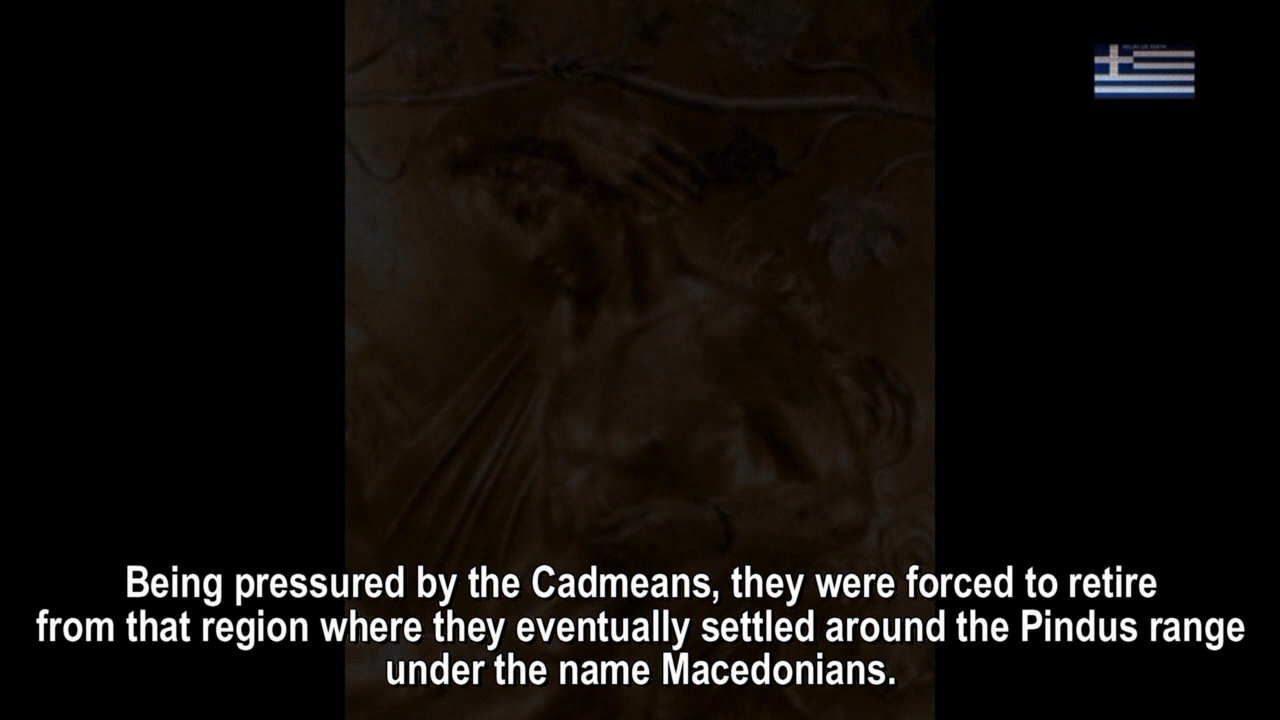 Being pressured by the Cadmeans, they were forced to retire
from that region where they eventually settled around the Pindus range
under the name Macedonians.